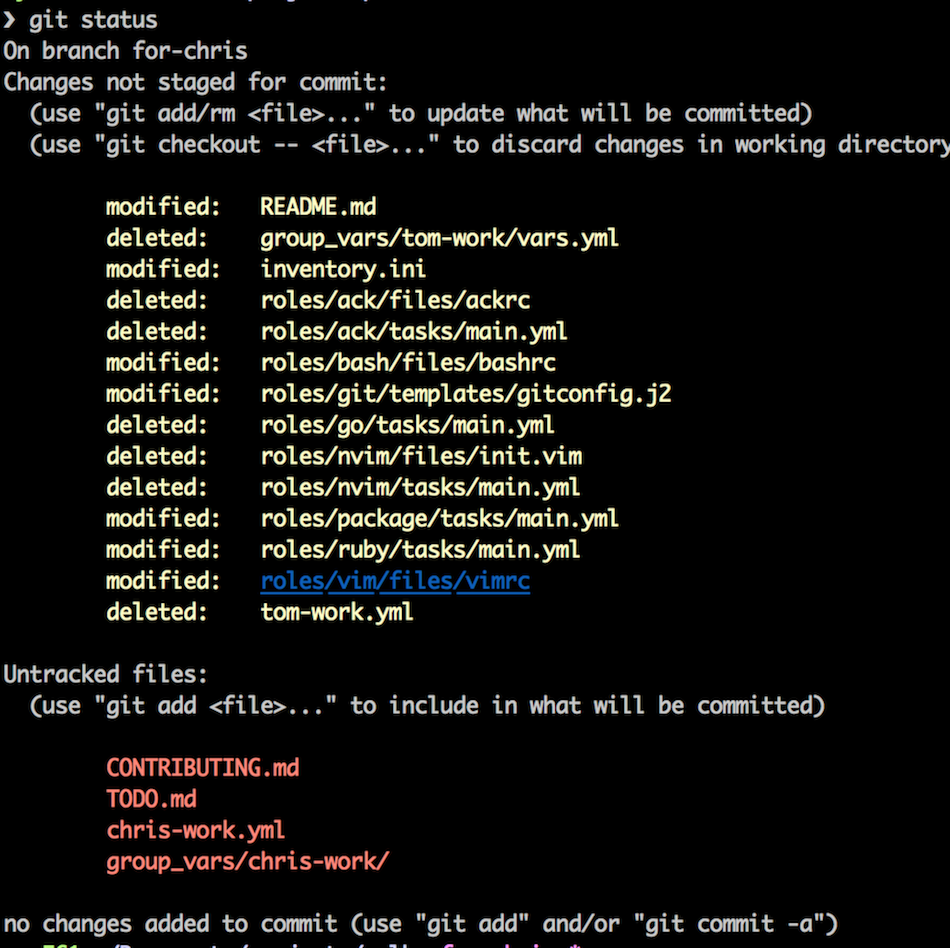 ❯ git status
On branch for-chris
Changes not staged for commit:
  (use "git add/rm <file>..." to update what will be committed)
  (use "git checkout -- <file>..." to discard changes in working directory

        modified:   README.md
        deleted:    group_vars/tom-work/vars.yml
        modified:   inventory.ini
        deleted:    roles/ack/files/ackrc
        deleted:    roles/ack/tasks/main.yml
        modified:   roles/bash/files/bashrc
        modified:   roles/git/templates/gitconfig.j2
        deleted:    roles/go/tasks/main.yml
        deleted:    roles/nvim/files/init.vim
        deleted:    roles/nvim/tasks/main.yml
        modified:   roles/package/tasks/main.yml
        modified:   roles/ruby/tasks/main.yml
        modified:   roles/vim/files/vimrc
        deleted:    tom-work.yml

Untracked files:
  (use "git add <file>..." to include in what will be committed)

        CONTRIBUTING.md
        TODO.md
        chris-work.yml
        group_vars/chris-work/

no changes added to commit (use "git add" and/or "git commit -a")